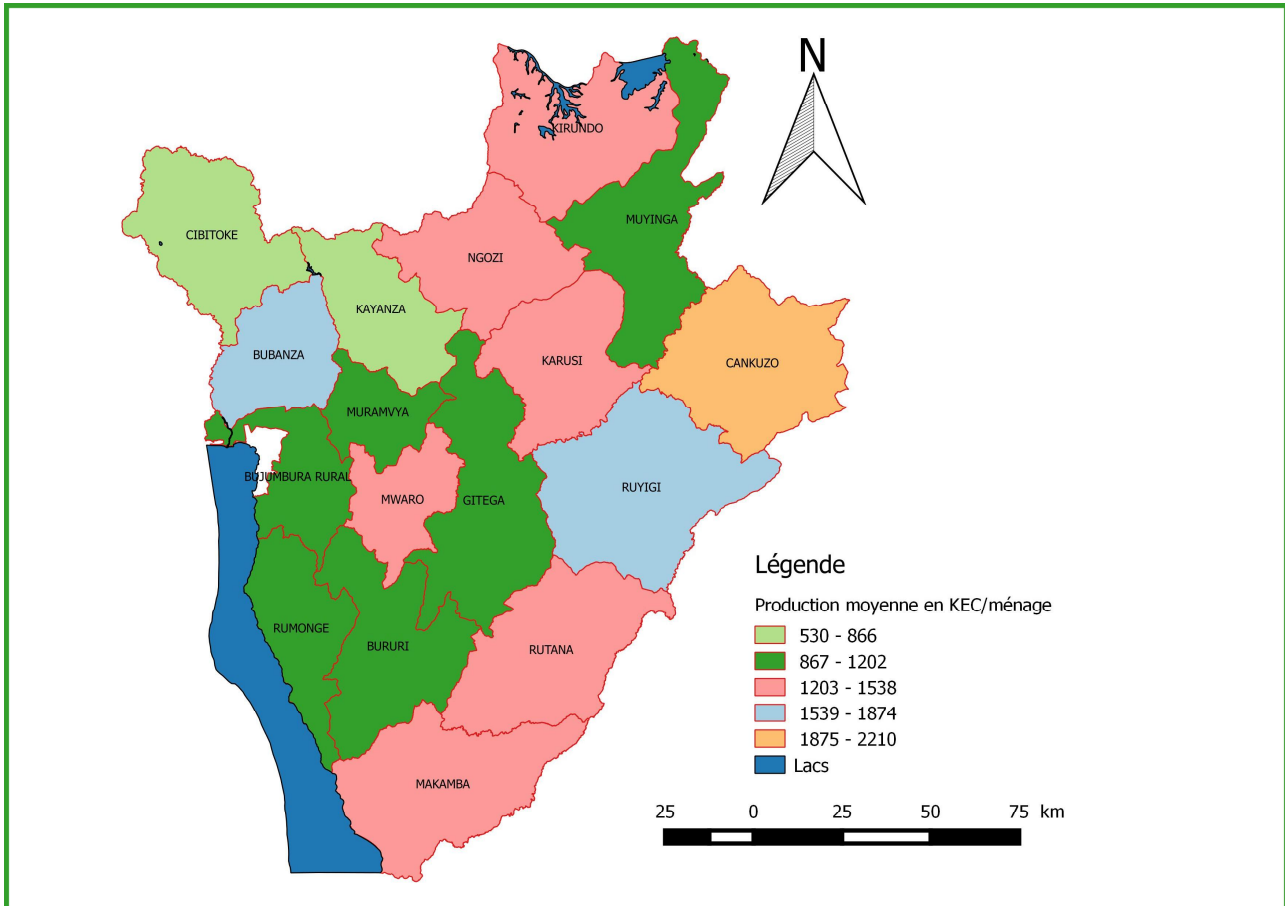 N
KIRUNDO
MUYINGA
CIBITOKE
NGOZI
KAYANZA
BUBANZA
KARUSI
CANKUZO
MURAMVYA
BUJUMBURA RURAL
MWARO
GITEGA
RUYIGI
RUMONGE
BURURI
RUTANA
MAKAMBA
Légende
Production moyenne en KEC/ménage
530 - 866
867 - 1202
1203 - 1538
1539 - 1874
1875 - 2210
Lacs
25 0 25 50 75 km